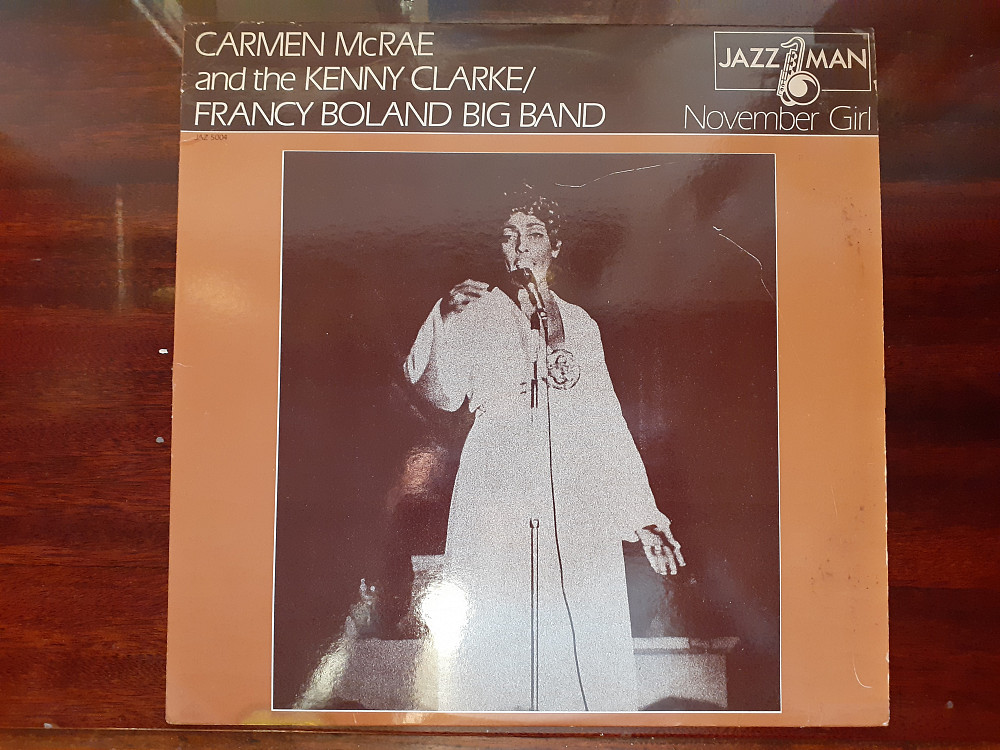 CARMEN McRAE
and the KENNY CLARKE/
FRANCY BOLAND BIG BAND
JAZZ MAN
November Girl
JAZ 5004